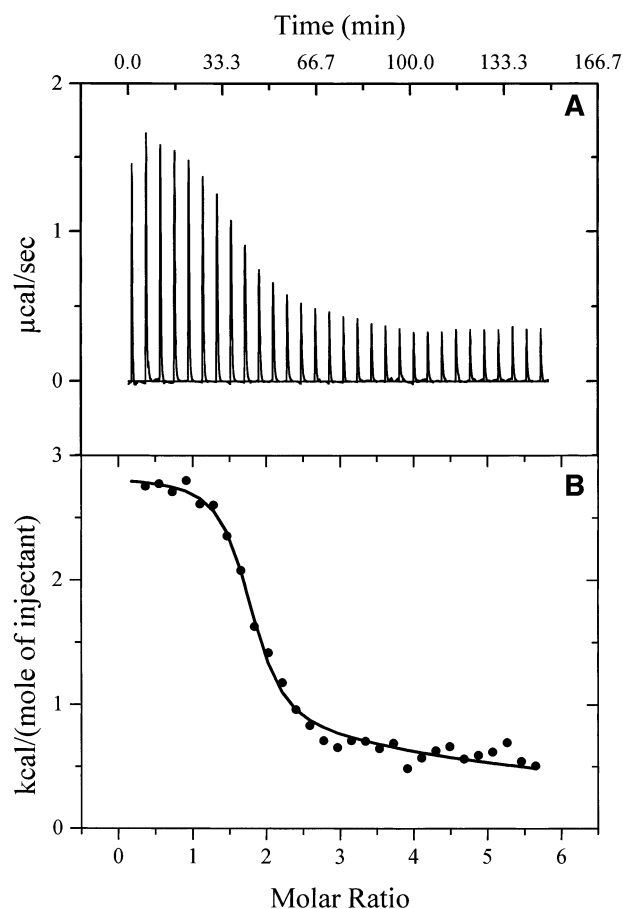 Time (min)
0.0 33.3 66.7 100.0 133.3 166.7
2
A
1
µcal/sec
0
3
B
2
kcal/(mole of injectant)
1
0
0 1 2 3 4 5 6
Molar Ratio